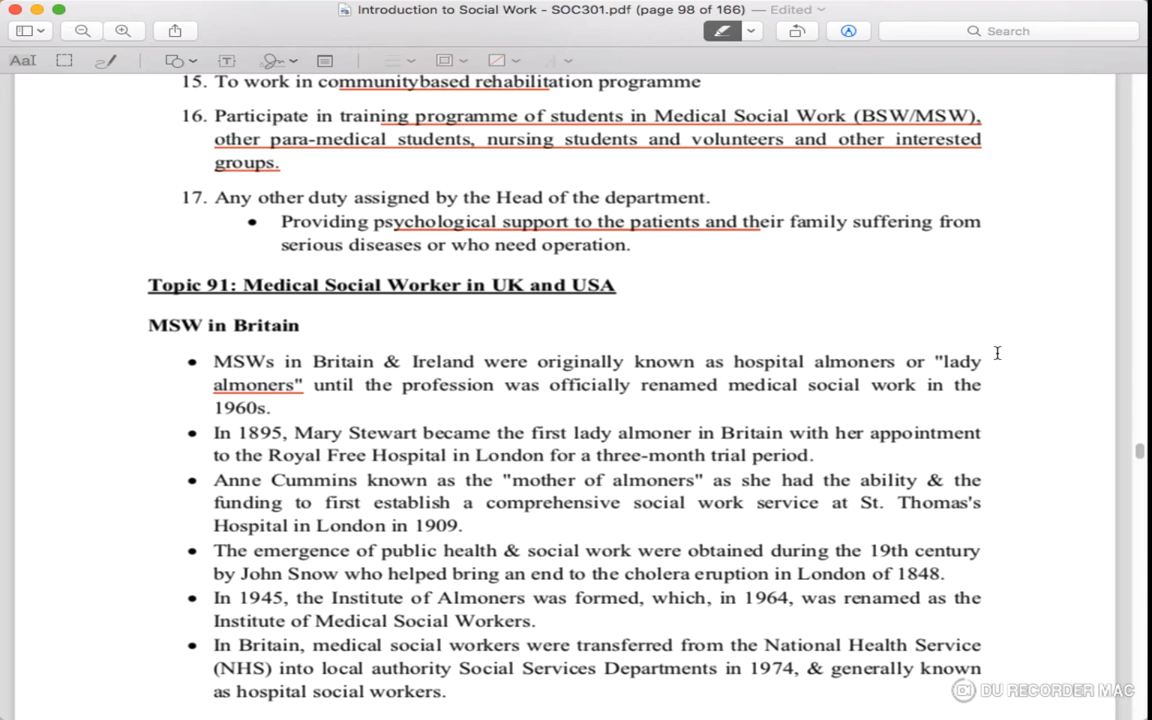 Introduction to Social Work - SOC301.pdf (page 98 of 166) — Edited
Search
AaI
T
A
15. To work in communitybased rehabilitation programme
16. Participate in training programme of students in Medical Social Work (BSW/MSW),
other para-medical students, nursing students and volunteers and other interested
groups.
17. Any other duty assigned by the Head of the department.
• Providing psychological support to the patients and their family suffering from
serious diseases or who need operation.
Topic 91: Medical Social Worker in UK and USA
MSW in Britain
• MSWs in Britain & Ireland were originally known as hospital almoners or "lady
almoners" until the profession was officially renamed medical social work in the
1960s.
• In 1895, Mary Stewart became the first lady almoner in Britain with her appointment
to the Royal Free Hospital in London for a three-month trial period.
• Anne Cummins known as the "mother of almoners" as she had the ability & the
funding to first establish a comprehensive social work service at St. Thomas's
Hospital in London in 1909.
• The emergence of public health & social work were obtained during the 19th century
by John Snow who helped bring an end to the cholera eruption in London of 1848.
• In 1945, the Institute of Almoners was formed, which, in 1964, was renamed as the
Institute of Medical Social Workers.
• In Britain, medical social workers were transferred from the National Health Service
(NHS) into local authority Social Services Departments in 1974, & generally known
as hospital social workers.
DU RECORDER MAC